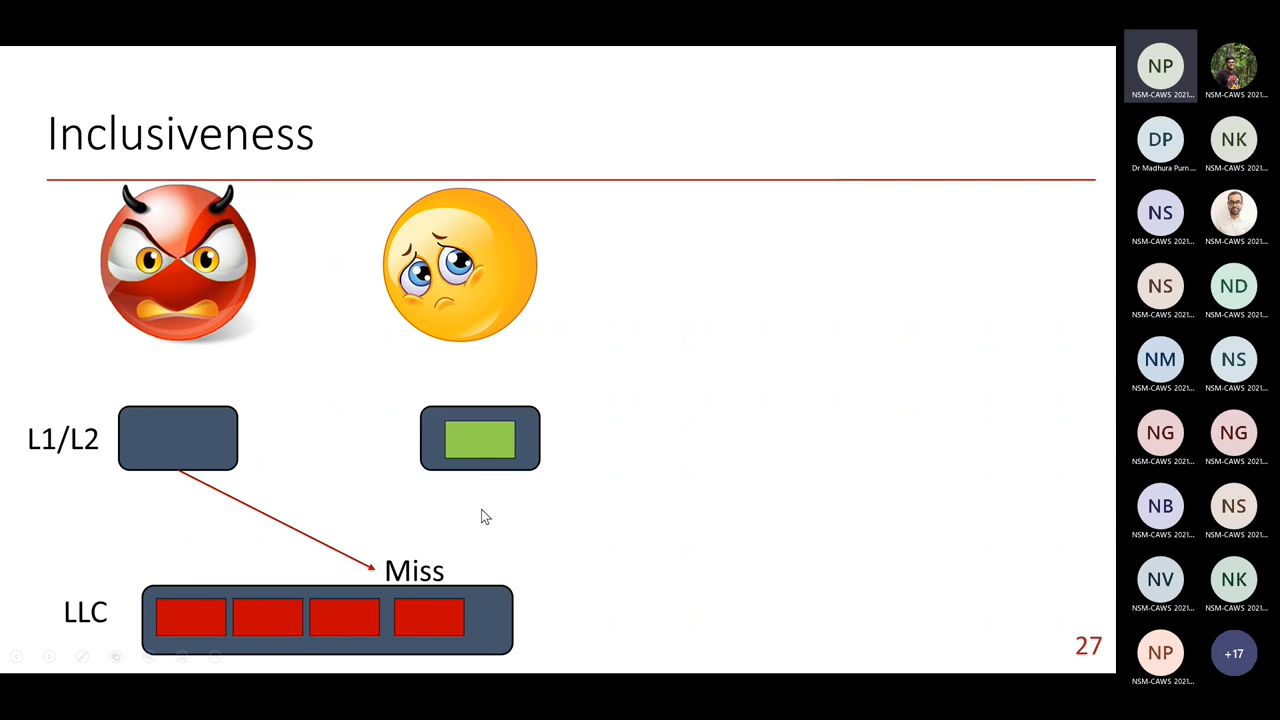 Inclusiveness
L1/L2
Miss
LLC
27
NP
NSM-CAWS 2021...
NSM-CAWS 2021...
DP
NK
Dr Madhura Purn...
NSM-CAWS 2021...
NS
NSM-CAWS 2021...
NSM-CAWS 2021...
NS
ND
NSM-CAWS 2021...
NSM-CAWS 2021...
NM
NS
NSM-CAWS 2021...
NSM-CAWS 2021...
NG
NG
NSM-CAWS 2021...
NSM-CAWS 2021...
NB
NS
NSM-CAWS 2021...
NSM-CAWS 2021...
NV
NK
NSM-CAWS 2021...
NSM-CAWS 2021...
NP
+17
NSM-CAWS 2021...